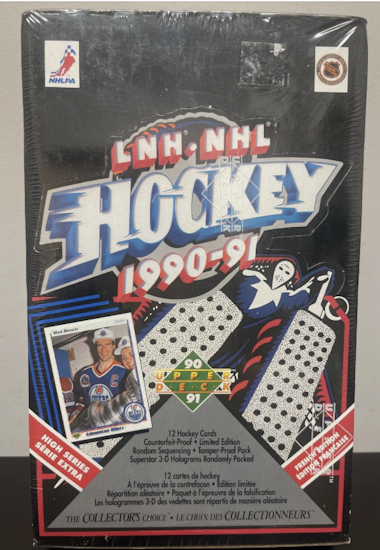 NHLPA
LNH • NHL
HOCKEY
1990-91
Mark Messier
Edmonton Oilers
90
UPPER
DECK
91
HIGH SERIES
SERIE EXTRA
FRENCH EDITION
EDITION FRANCAISE
12 Hockey Cards
Counterfeit-Proof • Limited Edition
Random Sequencing • Tamper-Proof Pack
Superstar 3-D Holograms Randomly Packed
12 cartes de hockey
A l'épreuve de la contrefaçon • Edition limitée
Répartition aléatoire • Paquet à l'épreuve de la falsification
Les hologrammes 3-D des vedettes sont répartis de manière aléatoire
THE COLLECTOR'S CHOICE • LE CHOIX DES COLLECTIONNEURS